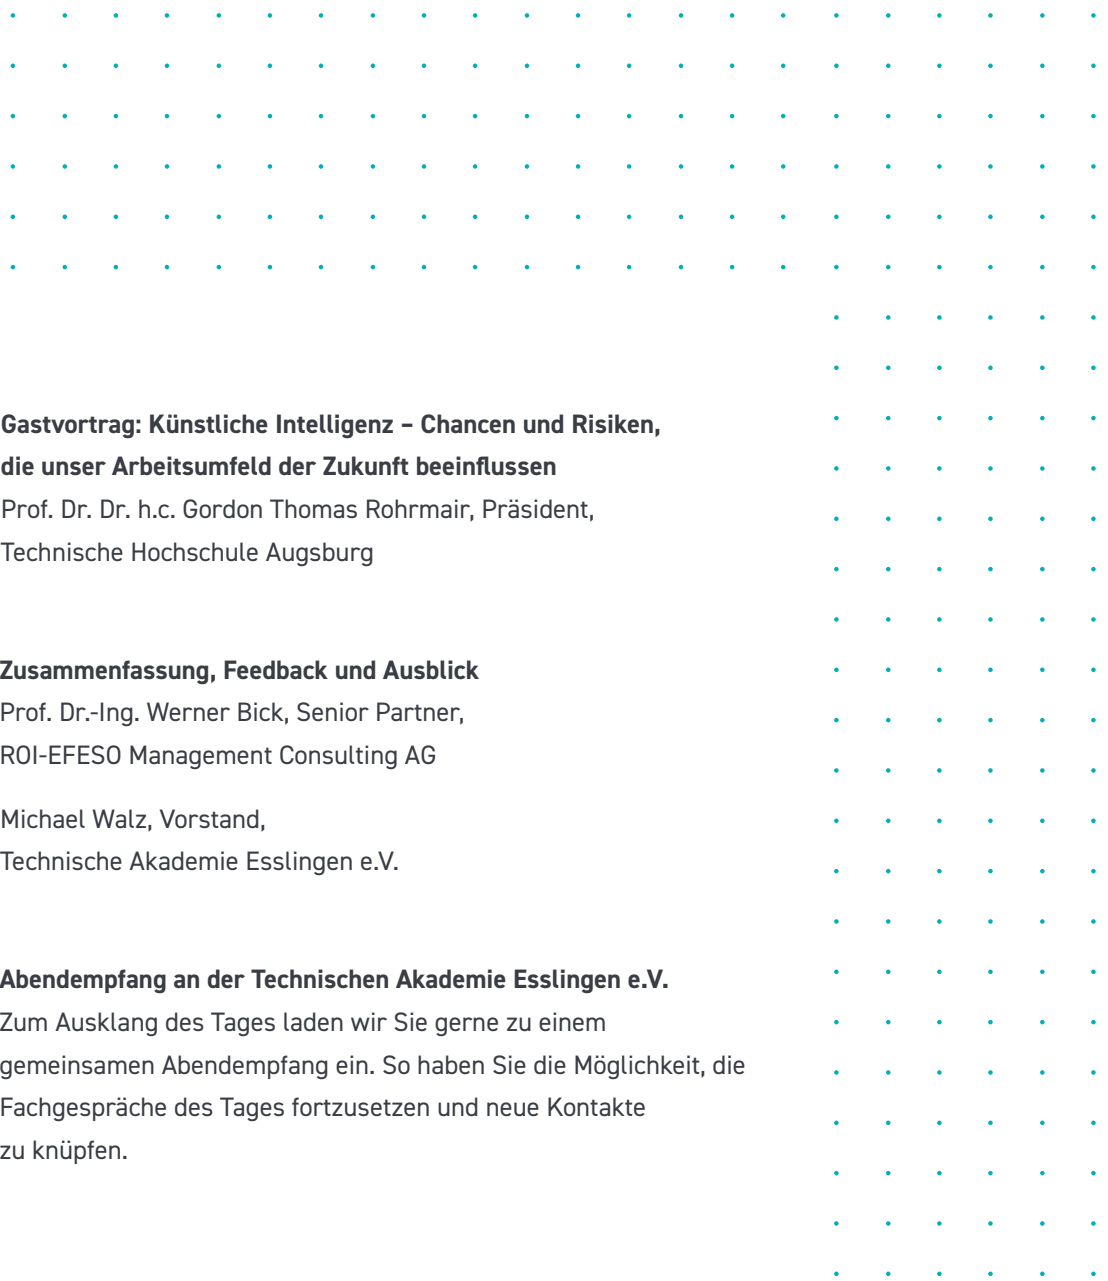 Gastvortrag: Künstliche Intelligenz – Chancen und Risiken,
die unser Arbeitsumfeld der Zukunft beeinflussen
Prof. Dr. Dr. h.c. Gordon Thomas Rohrmair, Präsident,
Technische Hochschule Augsburg
Zusammenfassung, Feedback und Ausblick
Prof. Dr.-Ing. Werner Bick, Senior Partner,
ROI-EFESO Management Consulting AG
Michael Walz, Vorstand,
Technische Akademie Esslingen e.V.
Abendempfang an der Technischen Akademie Esslingen e.V.
Zum Ausklang des Tages laden wir Sie gerne zu einem
gemeinsamen Abendempfang ein. So haben Sie die Möglichkeit, die
Fachgespräche des Tages fortzusetzen und neue Kontakte
zu knüpfen.